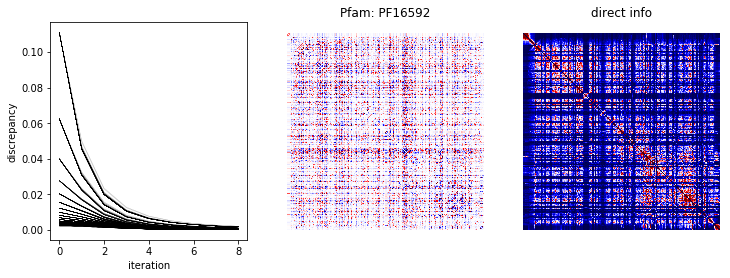 Pfam: PF16592
direct info
discrepancy
0.10
0.08
0.06
0.04
0.02
0.00
0 2 4 6 8
iteration